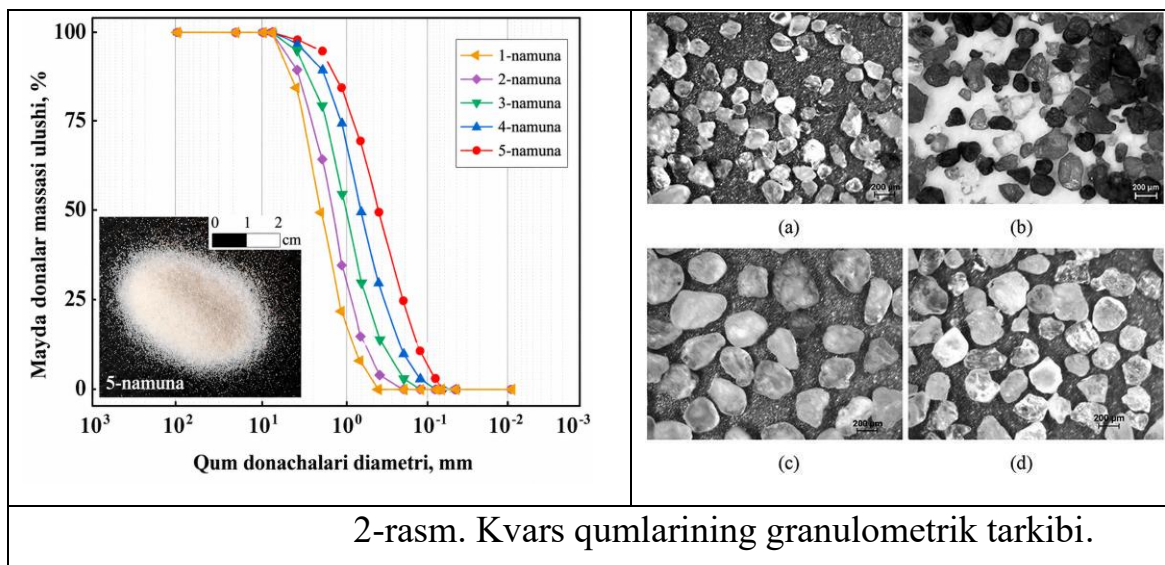 100
75
50
25
0
Mayda donalar massasi ulushi, %
1-namuna
2-namuna
3-namuna
4-namuna
5-namuna
0 1 2
cm
5-namuna
10³ 10² 10¹ 10⁰ 10⁻¹ 10⁻² 10⁻³
Qum donachalari diametri, mm
200 µm
200 µm
(a) (b)
200 µm
200 µm
(c) (d)
2-rasm. Kvars qumlarining granulometrik tarkibi.